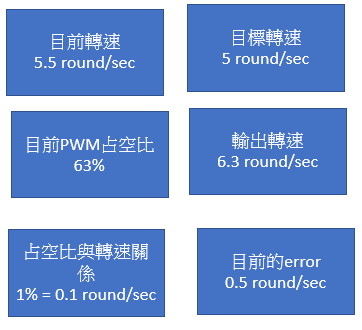 目前轉速
5.5 round/sec
目標轉速
5 round/sec
目前PWM占空比
63%
輸出轉速
6.3 round/sec
占空比與轉速關
係
1% = 0.1 round/sec
目前的error
0.5 round/sec